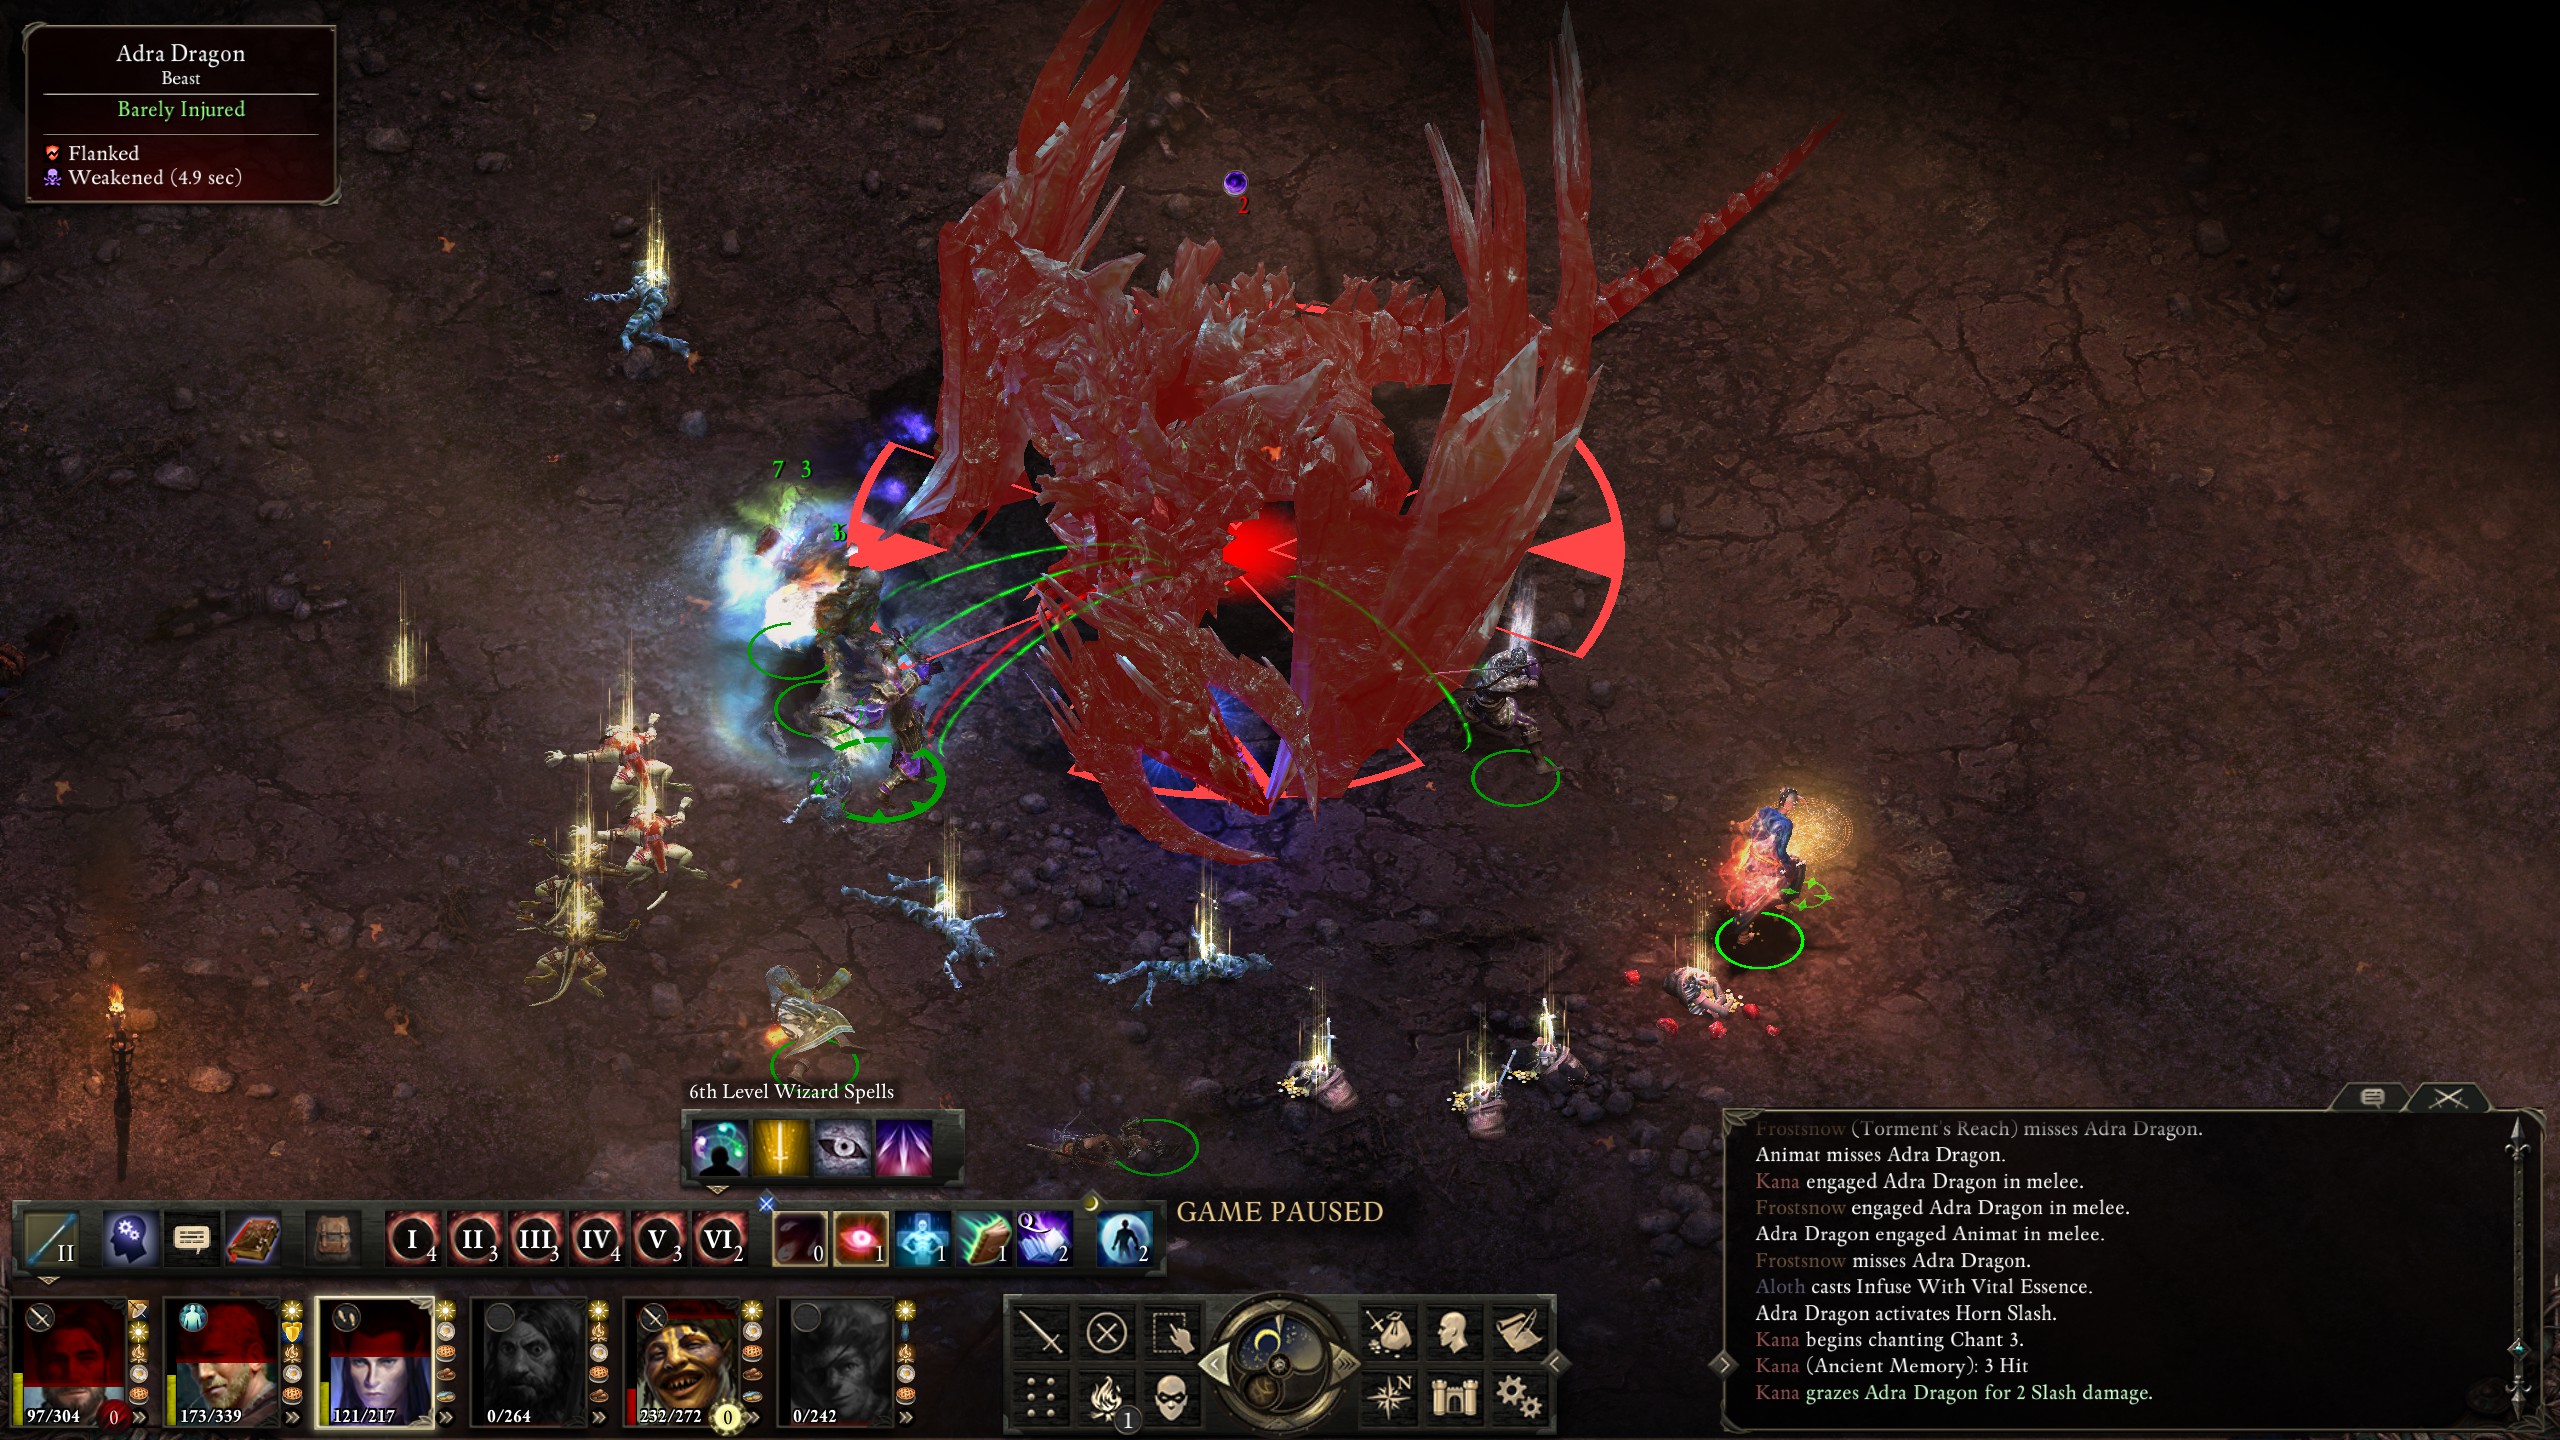 Adra Dragon
Beast
Barely Injured
Flanked
Weakened (4.9 sec)
2
7 3
6th Level Wizard Spells
GAME PAUSED
II
I 4
II 3
III 3
IV 4
V 3
VI 2
0
1
1
1
Q 2
2
97/304
0
173/339
121/217
0/264
232/272
0
0/242
1
N
Frostsnow (Torment's Reach) misses Adra Dragon.
Animat misses Adra Dragon.
Kana engaged Adra Dragon in melee.
Frostsnow engaged Adra Dragon in melee.
Adra Dragon engaged Animat in melee.
Frostsnow misses Adra Dragon.
Aloth casts Infuse With Vital Essence.
Adra Dragon activates Horn Slash.
Kana begins chanting Chant 3.
Kana (Ancient Memory): 3 Hit
Kana grazes Adra Dragon for 2 Slash damage.